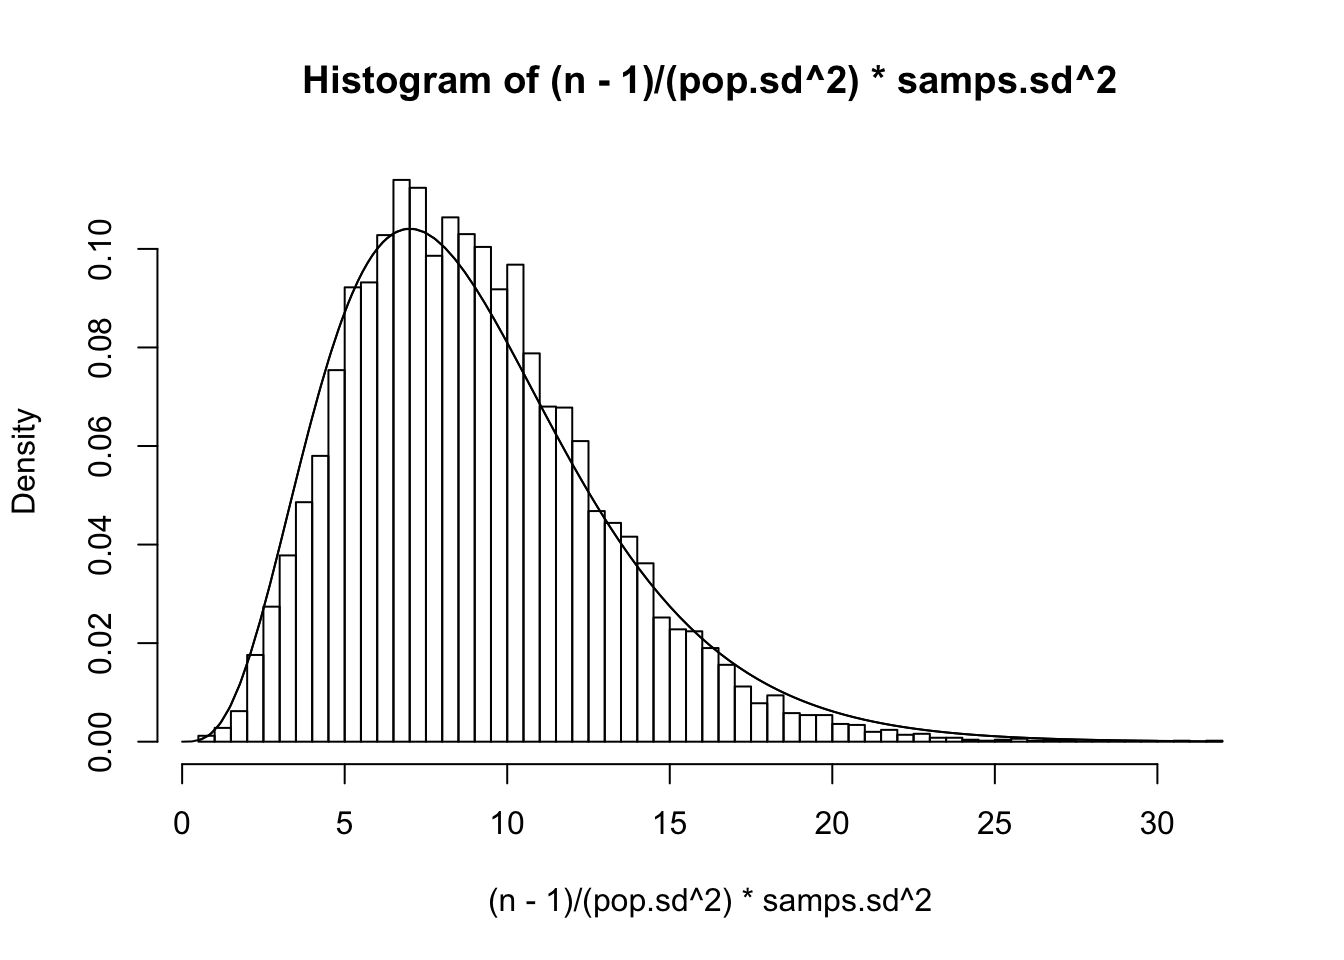 Histogram of (n - 1)/(pop.sd^2) * samps.sd^2
Density
0.10
0.08
0.06
0.04
0.02
0.00
0 5 10 15 20 25 30
(n - 1)/(pop.sd^2) * samps.sd^2